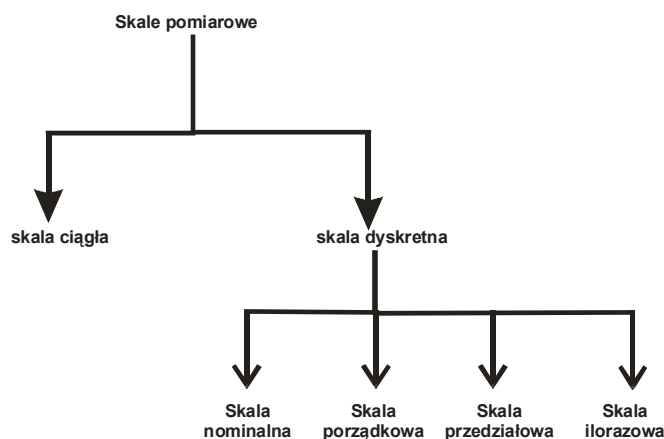 Skale pomiarowe
skala ciągła
skala dyskretna
Skala
nominalna
Skala
porządkowa
Skala
przedziałowa
Skala
ilorazowa